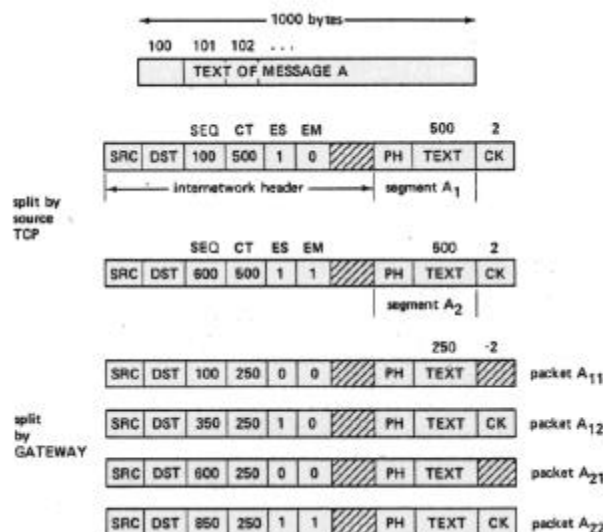 1000 bytes
100 101 102 ...
TEXT OF MESSAGE A
SEQ CT ES EM 500 2
SRC DST 100 500 1 0 PH TEXT CK
internetwork header segment A1
split by
source
TCP
SEQ CT ES EM 500 2
SRC DST 600 500 1 1 PH TEXT CK
segment A2
250 -2
SRC DST 100 250 0 0 PH TEXT packet A11
split
by
GATEWAY
SRC DST 350 250 1 0 PH TEXT CK packet A12
SRC DST 600 250 0 0 PH TEXT packet A21
SRC DST 850 250 1 1 PH TEXT CK packet A22